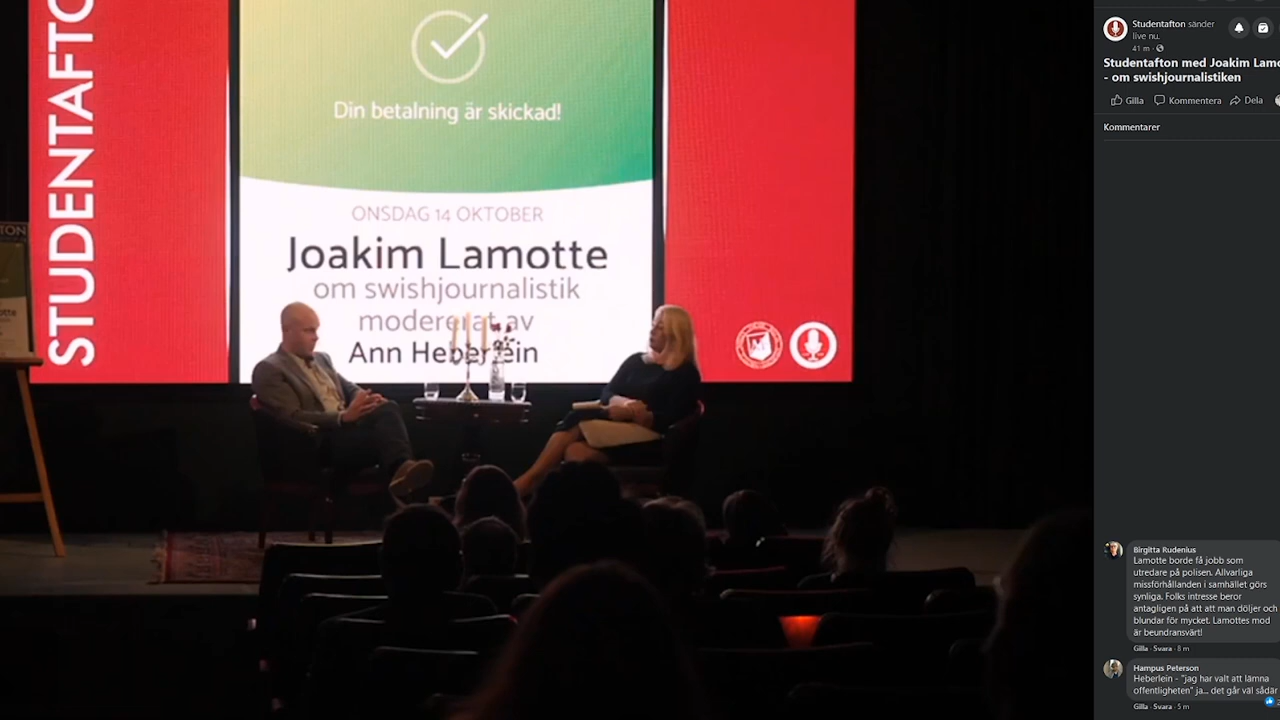 STUDENTAFTO
Din betalning är skickad!
ONSDAG 14 OKTOBER
Joakim Lamotte
om swishjournalistik
modererat av
Ann Heberlein
TON
otte
Studentafton sänder
live nu.
41 m
Studentafton med Joakim Lamo
- om swishjournalistiken
Gilla Kommentera Dela
Kommentarer
Birgitta Rudenius
Lamotte borde få jobb som
utredare på polisen. Allvarliga
missförhållanden i samhället görs
synliga. Folks intresse beror
antagligen på att att man döljer och
blundar för mycket. Lamottes mod
är beundransvärt!
Gilla · Svara · 8 m
Hampus Peterson
Heberlein - "jag har valt att lämna
offentligheten" ja... det går väl sådär
Gilla · Svara · 5 m